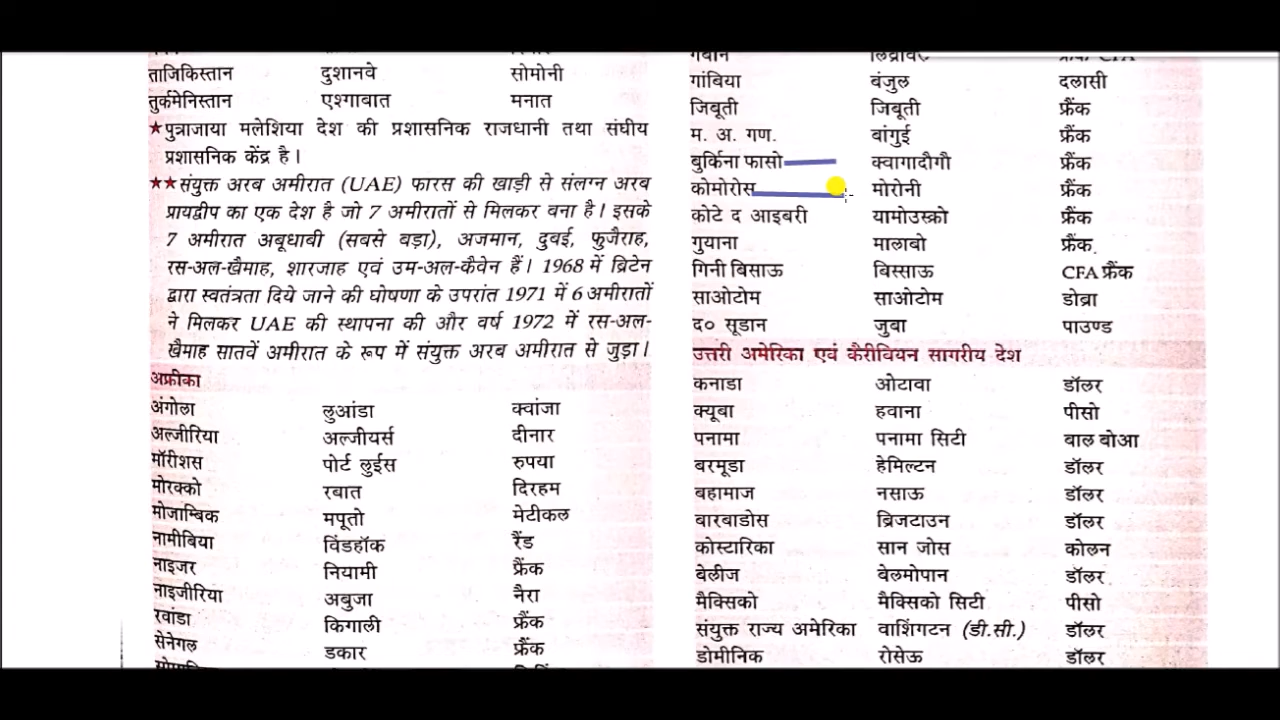 ताजिकिस्तान दुशानवे सोमोनी
तुर्कमेनिस्तान एश्गाबात मनात
★पुत्राजाया मलेशिया देश की प्रशासनिक राजधानी तथा संघीय
प्रशासनिक केंद्र है।
★★संयुक्त अरब अमीरात (UAE) फारस की खाड़ी से संलग्न अरब
प्रायद्वीप का एक देश है जो 7 अमीरातों से मिलकर बना है। इसके
7 अमीरात अबूधाबी (सबसे बड़ा), अजमान, दुबई, फुजैराह,
रस-अल-खैमाह, शारजाह एवं उम-अल-कैवेन हैं। 1968 में ब्रिटेन
द्वारा स्वतंत्रता दिये जाने की घोषणा के उपरांत 1971 में 6 अमीरातों
ने मिलकर UAE की स्थापना की और वर्ष 1972 में रस-अल-
खैमाह सातवें अमीरात के रूप में संयुक्त अरब अमीरात से जुड़ा।
अफ्रीका
अंगोला लुआंडा क्वांजा
अल्जीरिया अल्जीयर्स दीनार
मॉरीशस पोर्ट लुईस रुपया
मोरक्को रबात दिरहम
मोजाम्बिक मपूतो मेटीकल
नामीबिया विंडहॉक रैंड
नाइजर नियामी फ्रैंक
नाइजीरिया अबुजा नैरा
रवांडा किगाली फ्रैंक
सेनेगल डकार फ्रैंक
गांबिया बंजुल दलासी
जिबूती जिबूती फ्रैंक
म. अ. गण. बांगुई फ्रैंक
बुर्किना फासो क्वागादौगौ फ्रैंक
कोमोरोस मोरोनी फ्रैंक
कोटे द आइबरी यामोउस्क्रो फ्रैंक
गुयाना मालाबो फ्रैंक.
गिनी बिसाऊ बिस्साऊ CFA फ्रैंक
साओटोम साओटोम डोब्रा
द० सूडान जुबा पाउण्ड
उत्तरी अमेरिका एवं कैरीवियन सागरीय देश
कनाडा ओटावा डॉलर
क्यूबा हवाना पीसो
पनामा पनामा सिटी बाल बोआ
बरमूडा हेमिल्टन डॉलर
बहामाज नसाऊ डॉलर
बारबाडोस ब्रिजटाउन डॉलर
कोस्टारिका सान जोस कोलन
बेलीज बेलमोपान डॉलर
मैक्सिको मैक्सिको सिटी पीसो
संयुक्त राज्य अमेरिका वाशिंगटन (डी.सी.) डॉलर
डोमीनिक रोसेऊ डॉलर